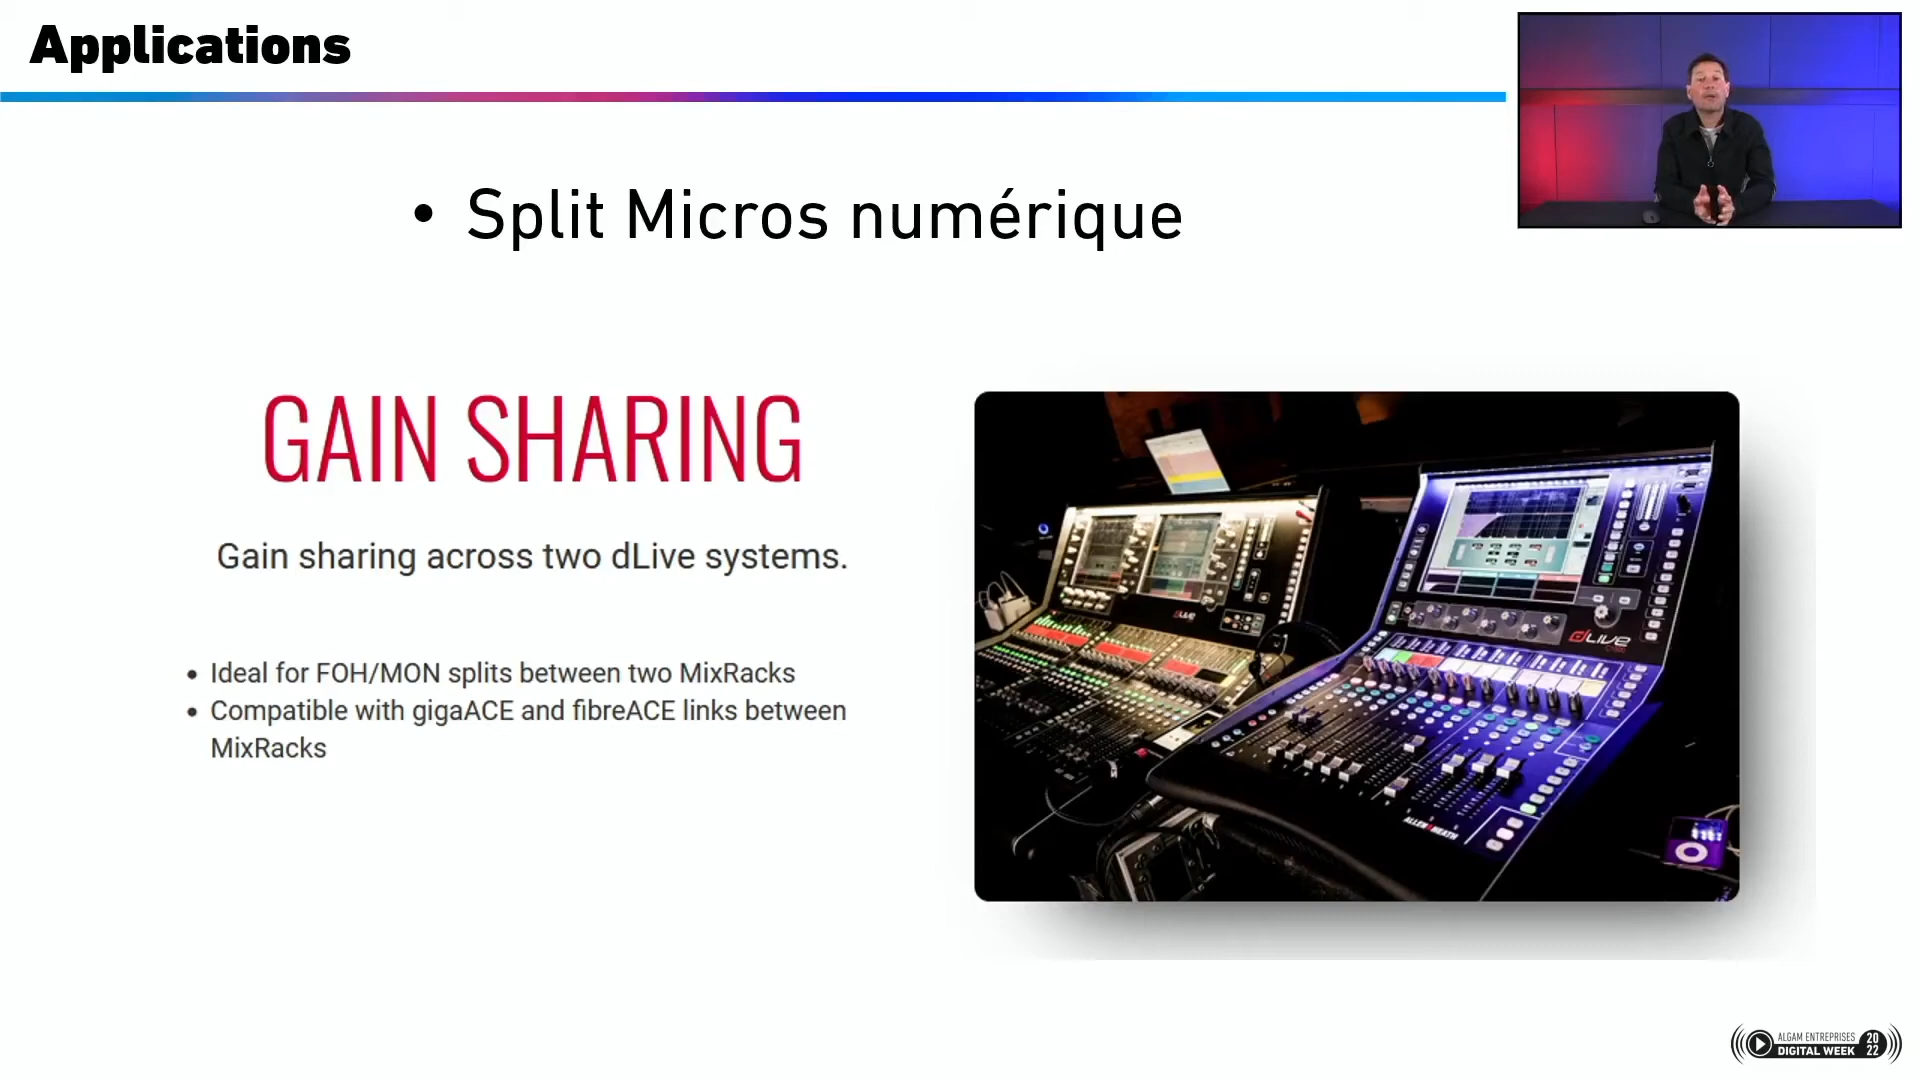 Applications
• Split Micros numérique
GAIN SHARING
Gain sharing across two dLive systems.
• Ideal for FOH/MON splits between two MixRacks
• Compatible with gigaACE and fibreACE links between
MixRacks
dLIVE
dLIVE
ALLEN&HEATH
ALGAM ENTREPRISES
DIGITAL WEEK
20
22